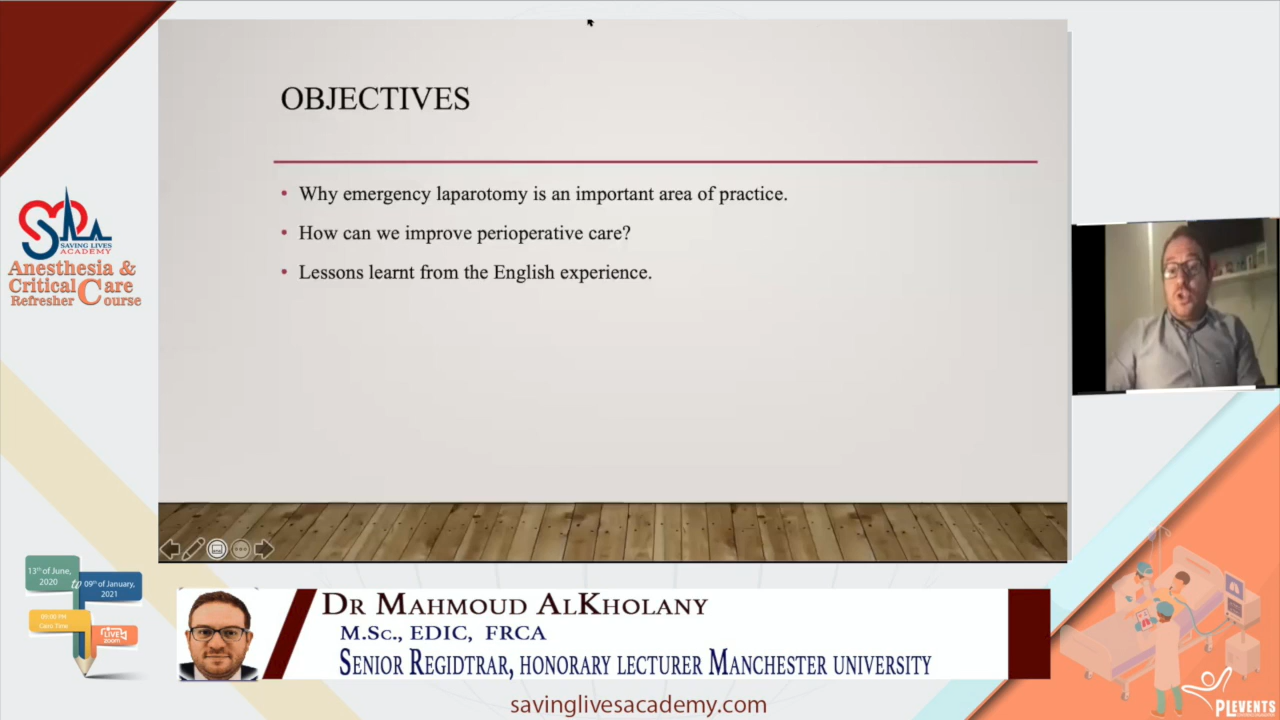 OBJECTIVES
• Why emergency laparotomy is an important area of practice.
• How can we improve perioperative care?
• Lessons learnt from the English experience.
SAVING LIVES
ACADEMY
Anesthesia &
Critical Care
Refresher Course
13th of June,
2020
to
09th of January,
2021
LIVE
zoom
DR MAHMOUD ALKHOLANY
M.SC., EDIC, FRCA
SENIOR REGIDTRAR, HONORARY LECTURER MANCHESTER UNIVERSITY
savinglivesacademy.com
PLEVENTS